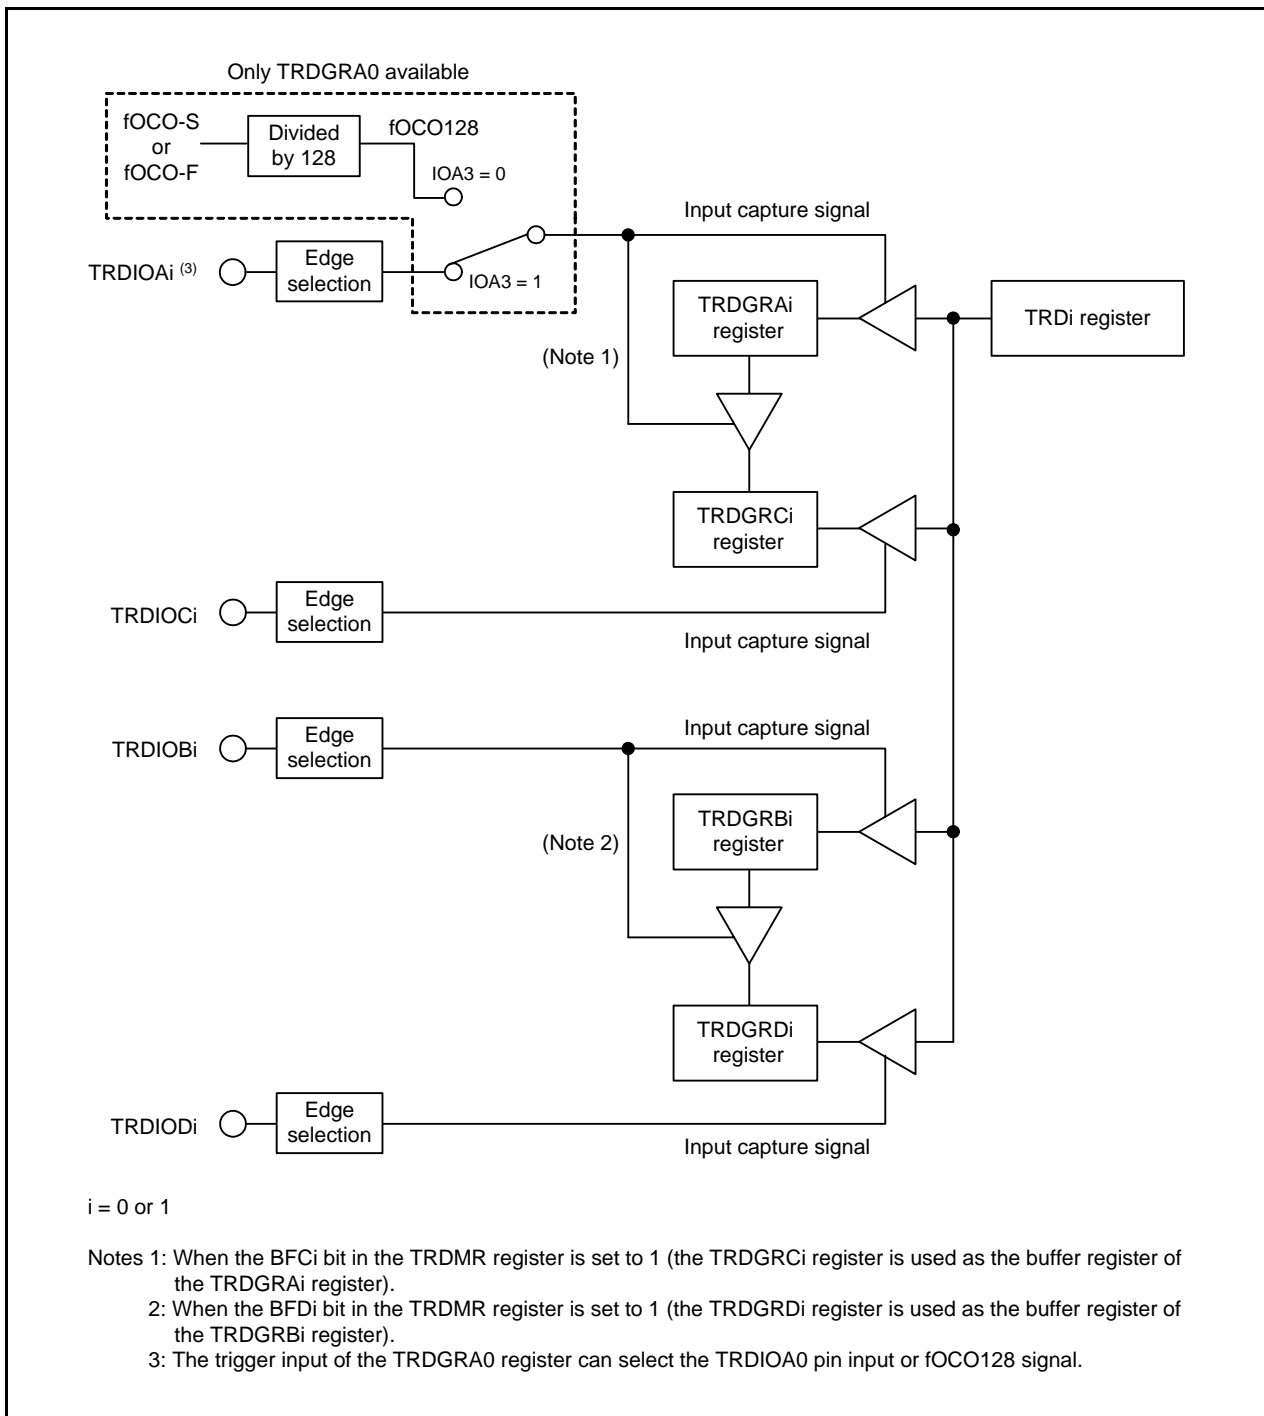 Only TRDGRA0 available
fOCO-S
or
fOCO-F
Divided
by 128
fOCO128
IOA3 = 0
Input capture signal
TRDIOAi (3)
Edge
selection
IOA3 = 1
TRDGRAi
register
TRDi register
(Note 1)
TRDGRCi
register
TRDIOCi
Edge
selection
Input capture signal
TRDIOBi
Edge
selection
Input capture signal
TRDGRBi
register
(Note 2)
TRDGRDi
register
TRDIODi
Edge
selection
Input capture signal
i = 0 or 1
Notes 1: When the BFCi bit in the TRDMR register is set to 1 (the TRDGRCi register is used as the buffer register of
the TRDGRAi register).
2: When the BFDi bit in the TRDMR register is set to 1 (the TRDGRDi register is used as the buffer register of
the TRDGRBi register).
3: The trigger input of the TRDGRA0 register can select the TRDIOA0 pin input or fOCO128 signal.